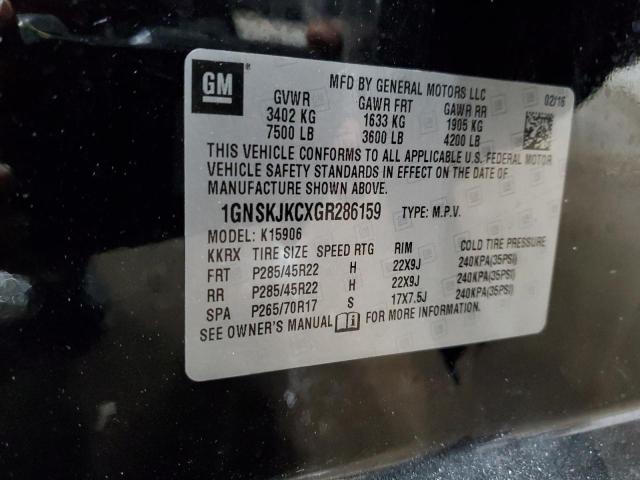 GM
MFD BY GENERAL MOTORS LLC
GVWR GAWR FRT GAWR RR 02/16
3402 KG 1633 KG 1905 KG
7500 LB 3600 LB 4200 LB
THIS VEHICLE CONFORMS TO ALL APPLICABLE U.S. FEDERAL MOTOR
VEHICLE SAFETY STANDARDS IN EFFECT ON THE DATE OF
MANUFACTURE SHOWN ABOVE.
1GNSKJKCXGR286159 TYPE: M.P.V.
MODEL: K15906
KKRX TIRE SIZE SPEED RTG RIM COLD TIRE PRESSURE
FRT P285/45R22 H 22X9J 240KPA(35PSI)
RR P285/45R22 H 22X9J 240KPA(35PSI)
SPA P265/70R17 S 17X7.5J 240KPA(35PSI)
SEE OWNER'S MANUAL FOR MORE INFORMATION.